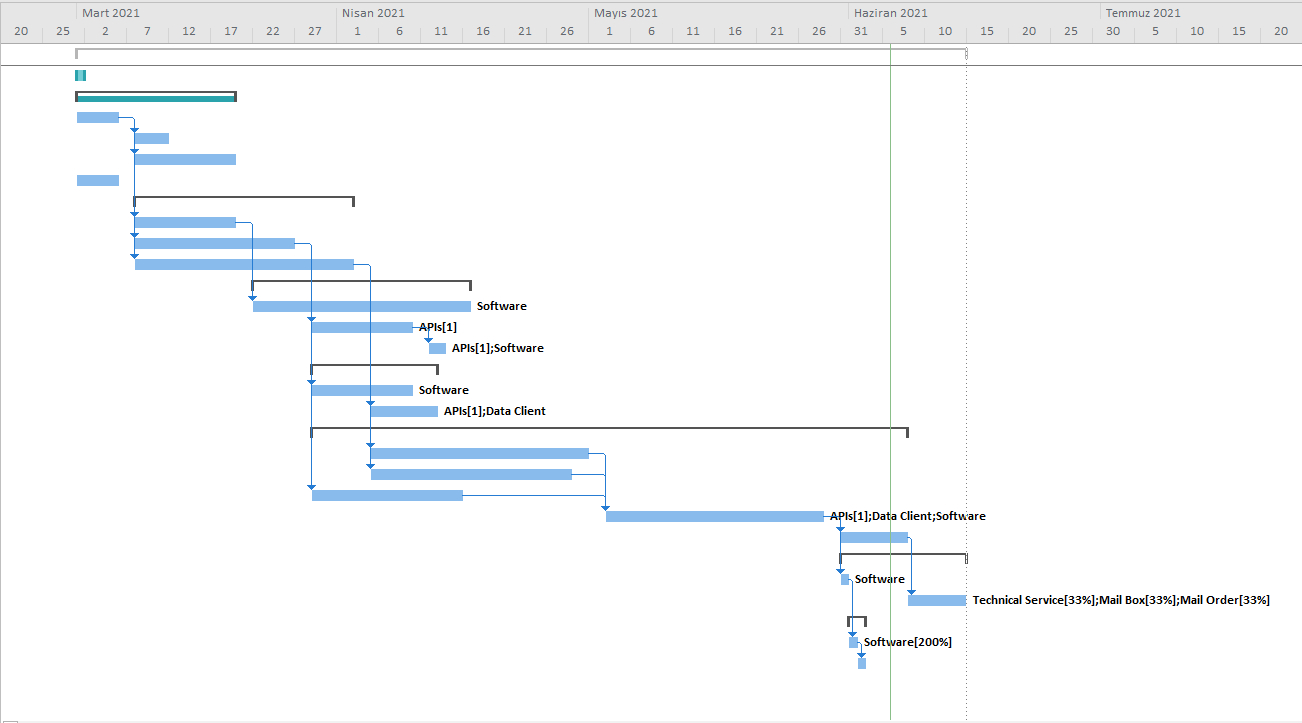 Mart 2021 Nisan 2021 Mayıs 2021 Haziran 2021 Temmuz 2021
20 25 2 7 12 17 22 27 1 6 11 16 21 26 1 6 11 16 21 26 31 5 10 15 20 25 30 5 10 15 20
Software
APIs[1]
APIs[1];Software
Software
APIs[1];Data Client
APIs[1];Data Client;Software
Software
Technical Service[33%];Mail Box[33%];Mail Order[33%]
Software[200%]